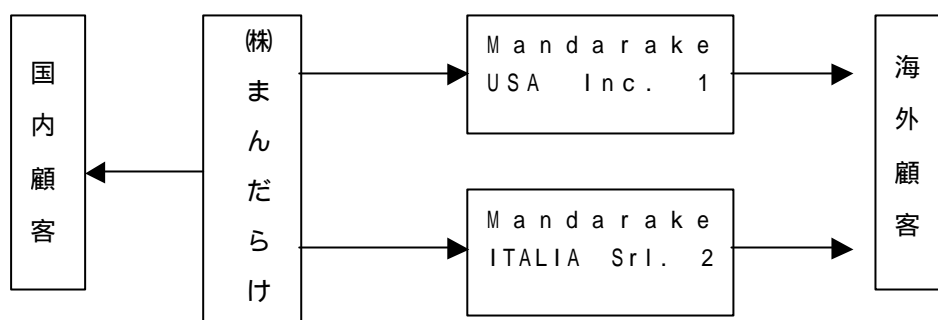 国内顧客
㈱まんだらけ
Mandarake
USA Inc. 1
Mandarake
ITALIA Srl. 2
海外顧客